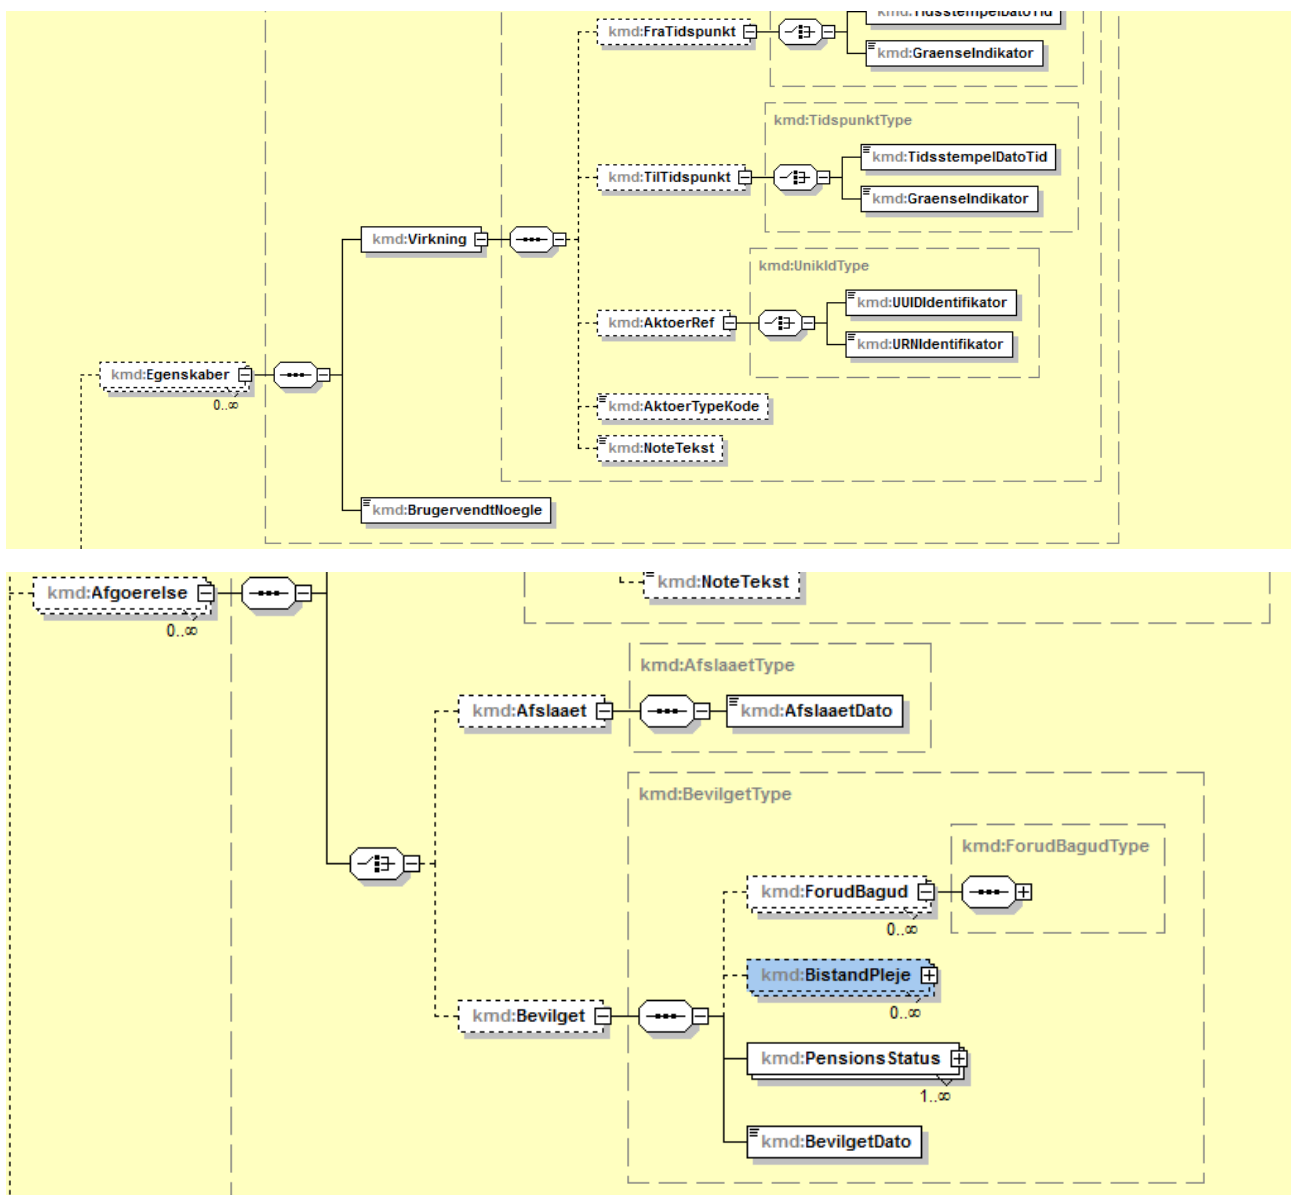 kmd:TidsstempelDatoTid
kmd:FraTidspunkt
kmd:GraenseIndikator
kmd:TidspunktType
kmd:TidsstempelDatoTid
kmd:TilTidspunkt
kmd:GraenseIndikator
kmd:Virkning
kmd:UnikIdType
kmd:UUIDIdentifikator
kmd:AktoerRef
kmd:URNIdentifikator
kmd:Egenskaber
0..∞
kmd:AktoerTypeKode
kmd:NoteTekst
kmd:BrugervendtNoegle
kmd:Afgoerelse
0..∞
kmd:NoteTekst
kmd:AfslaaetType
kmd:Afslaaet
kmd:AfslaaetDato
kmd:BevilgetType
kmd:ForudBagudType
kmd:ForudBagud
0..∞
kmd:BistandPleje
0..∞
kmd:Bevilget
kmd:PensionsStatus
1..∞
kmd:BevilgetDato